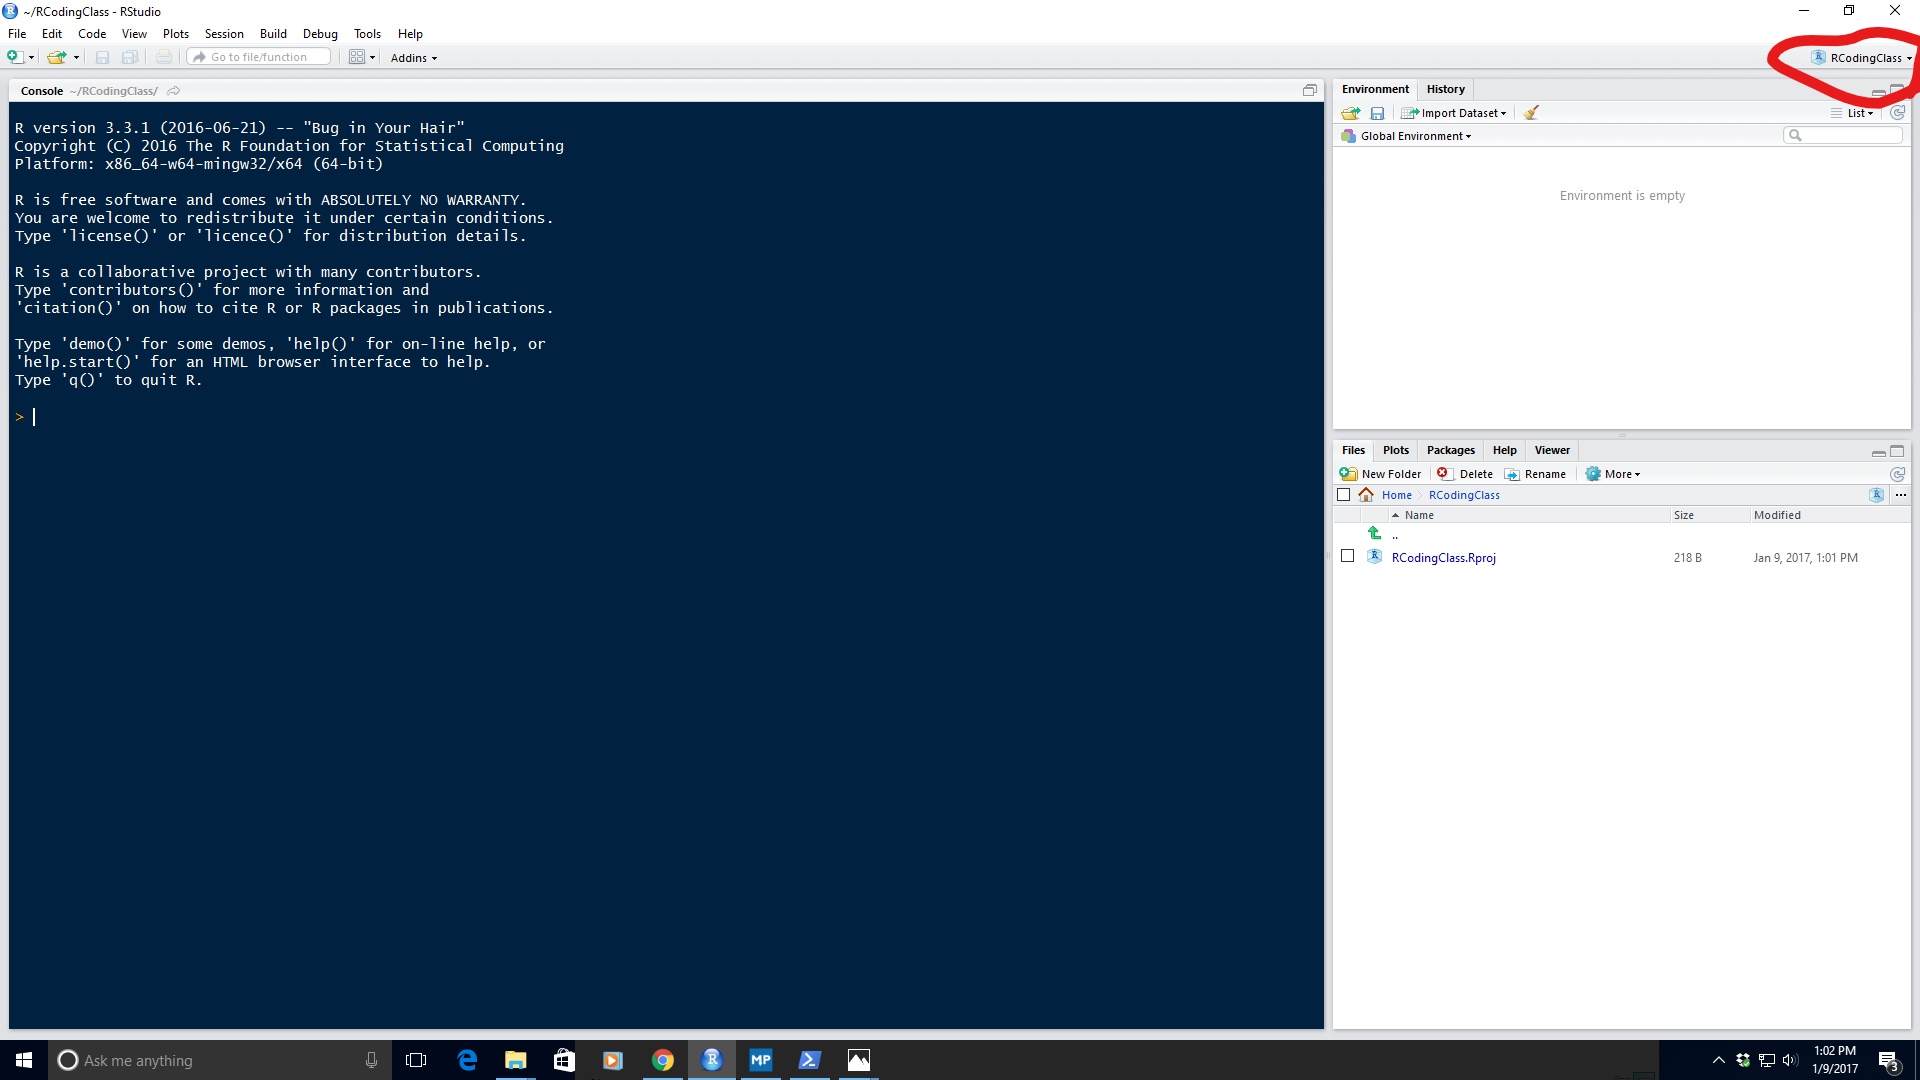 ~/RCodingClass - RStudio
File Edit Code View Plots Session Build Debug Tools Help
Go to file/function Addins RCodingClass
Console ~/RCodingClass/
R version 3.3.1 (2016-06-21) -- "Bug in Your Hair"
Copyright (C) 2016 The R Foundation for Statistical Computing
Platform: x86_64-w64-mingw32/x64 (64-bit)
R is free software and comes with ABSOLUTELY NO WARRANTY.
You are welcome to redistribute it under certain conditions.
Type 'license()' or 'licence()' for distribution details.
R is a collaborative project with many contributors.
Type 'contributors()' for more information and
'citation()' on how to cite R or R packages in publications.
Type 'demo()' for some demos, 'help()' for on-line help, or
'help.start()' for an HTML browser interface to help.
Type 'q()' to quit R.
>
Environment History
Import Dataset List
Global Environment
Environment is empty
Files Plots Packages Help Viewer
New Folder Delete Rename More
Home RCodingClass ...
Name Size Modified
..
RCodingClass.Rproj 218 B Jan 9, 2017, 1:01 PM
Ask me anything
MP
1:02 PM
1/9/2017
3